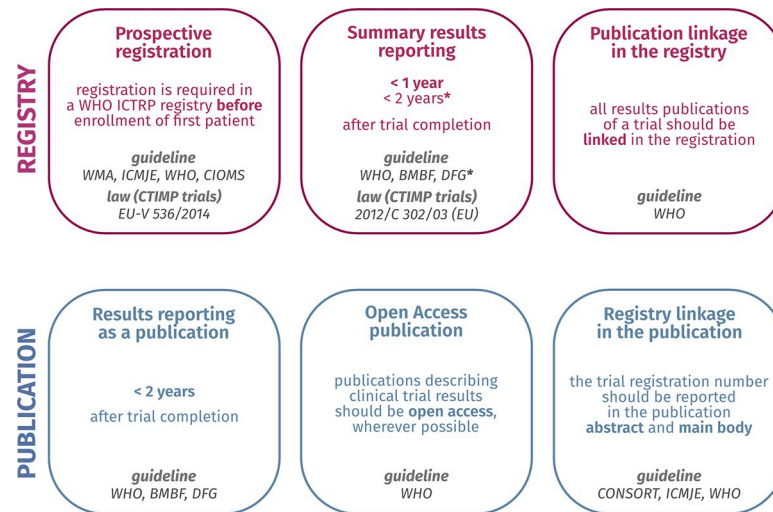 REGISTRY
Prospective
registration
registration is required in
a WHO ICTRP registry before
enrollment of first patient
guideline
WMA, ICMJE, WHO, CIOMS
law (CTIMP trials)
EU-V 536/2014
Summary results
reporting
< 1 year
< 2 years*
after trial completion
guideline
WHO, BMBF, DFG*
law (CTIMP trials)
2012/C 302/03 (EU)
Publication linkage
in the registry
all results publications
of a trial should be
linked in the registration
guideline
WHO
PUBLICATION
Results reporting
as a publication
< 2 years
after trial completion
guideline
WHO, BMBF, DFG
Open Access
publication
publications describing
clinical trial results
should be open access,
wherever possible
guideline
WHO
Registry linkage
in the publication
the trial registration number
should be reported
in the publication
abstract and main body
guideline
CONSORT, ICMJE, WHO